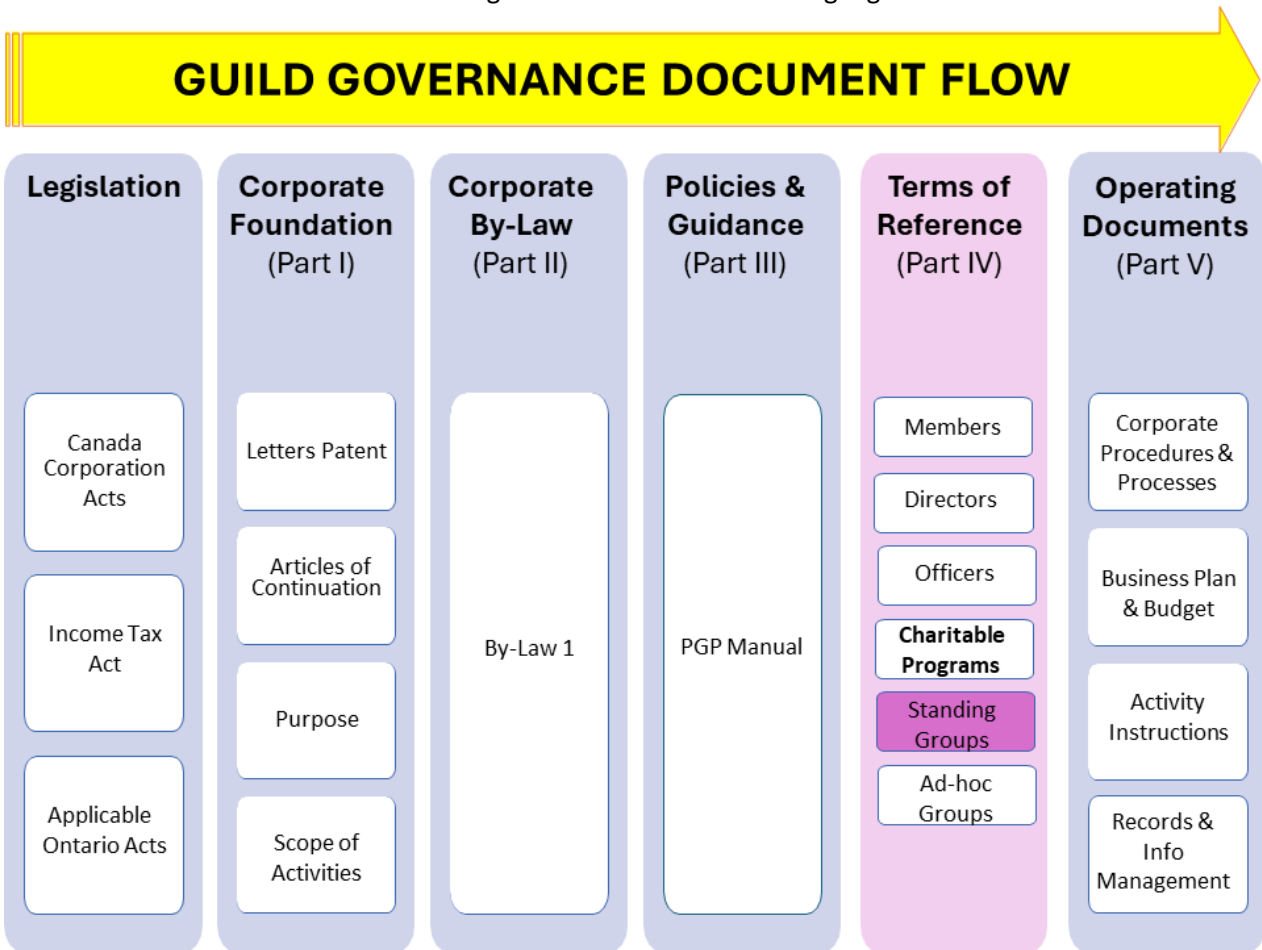 GUILD GOVERNANCE DOCUMENT FLOW
Legislation
Canada
Corporation
Acts
Income Tax
Act
Applicable
Ontario Acts
Corporate
Foundation
(Part I)
Letters Patent
Articles of
Continuation
Purpose
Scope of
Activities
Corporate
By-Law
(Part II)
By-Law 1
Policies &
Guidance
(Part III)
PGP Manual
Terms of
Reference
(Part IV)
Members
Directors
Officers
Charitable
Programs
Standing
Groups
Ad-hoc
Groups
Operating
Documents
(Part V)
Corporate
Procedures &
Processes
Business Plan
& Budget
Activity
Instructions
Records &
Info
Management